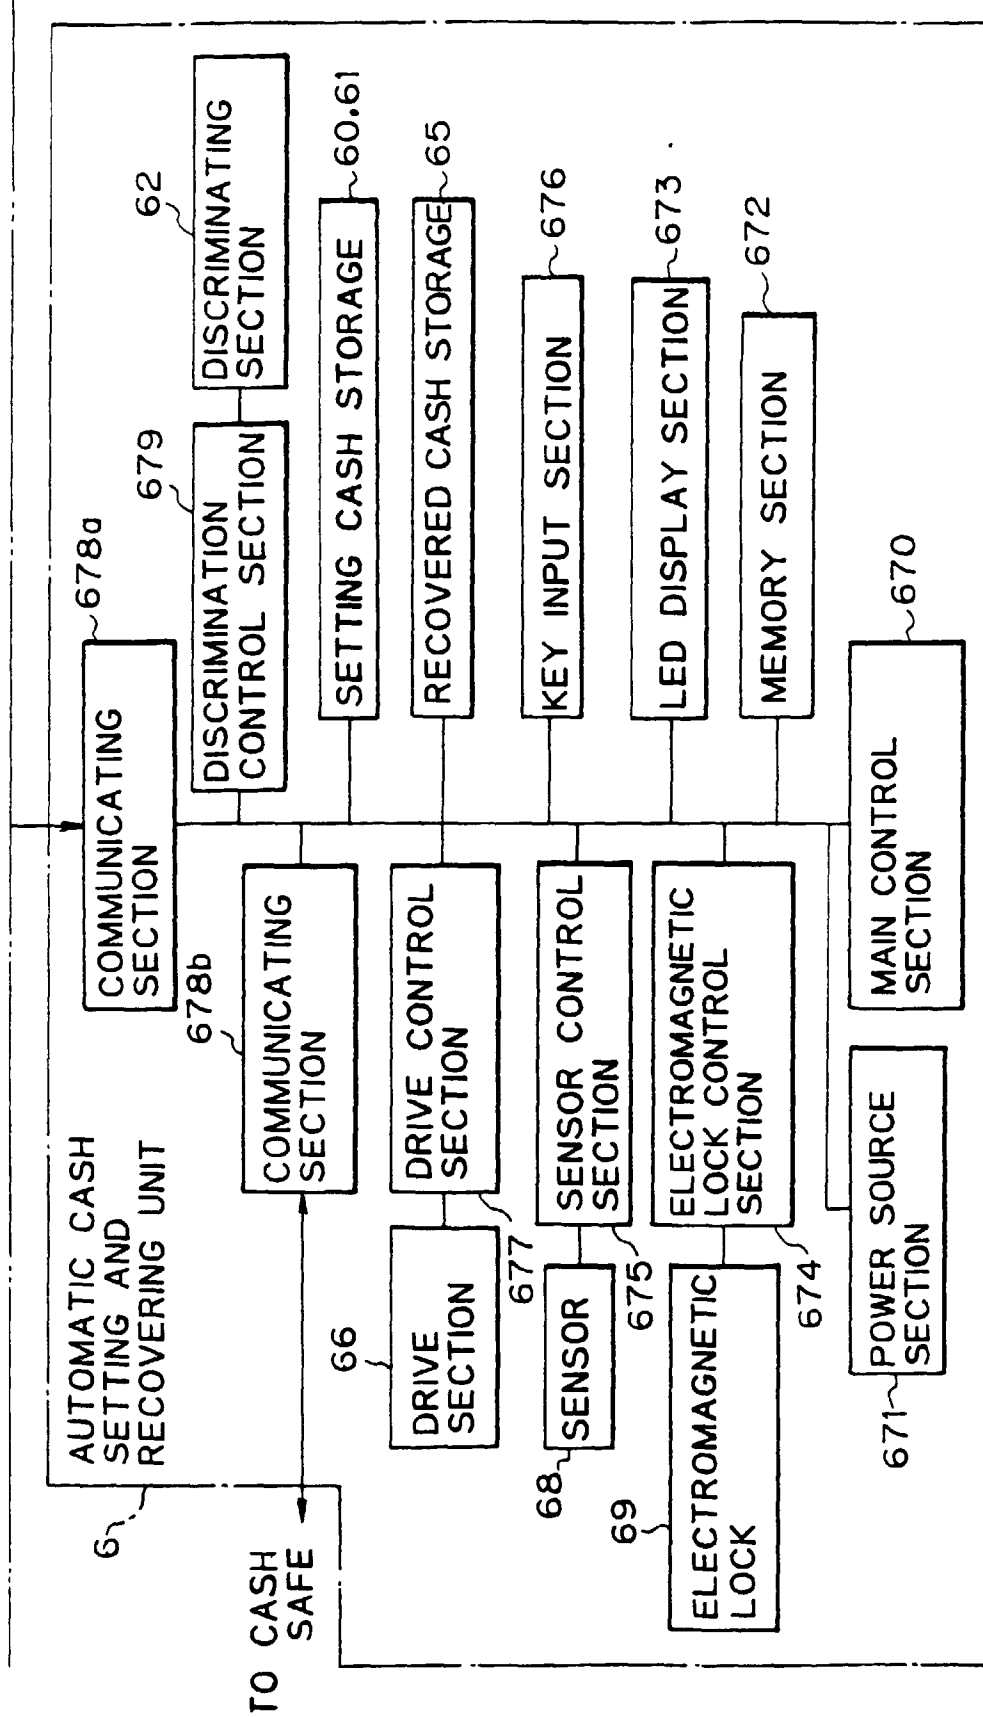 6
AUTOMATIC CASH
SETTING AND
RECOVERING UNIT
TO CASH
SAFE
678a
COMMUNICATING
SECTION
678b
COMMUNICATING
SECTION
679
DISCRIMINATION
CONTROL SECTION
62
DISCRIMINATING
SECTION
SETTING CASH STORAGE
60.61
66
DRIVE
SECTION
DRIVE CONTROL
SECTION
677
RECOVERED CASH STORAGE
65
68
SENSOR
SENSOR CONTROL
SECTION
675
KEY INPUT SECTION
676
69
ELECTROMAGNETIC
LOCK
ELECTROMAGNETIC
LOCK CONTROL
SECTION
674
LED DISPLAY SECTION
673
MEMORY SECTION
672
671
POWER SOURCE
SECTION
MAIN CONTROL
SECTION
670